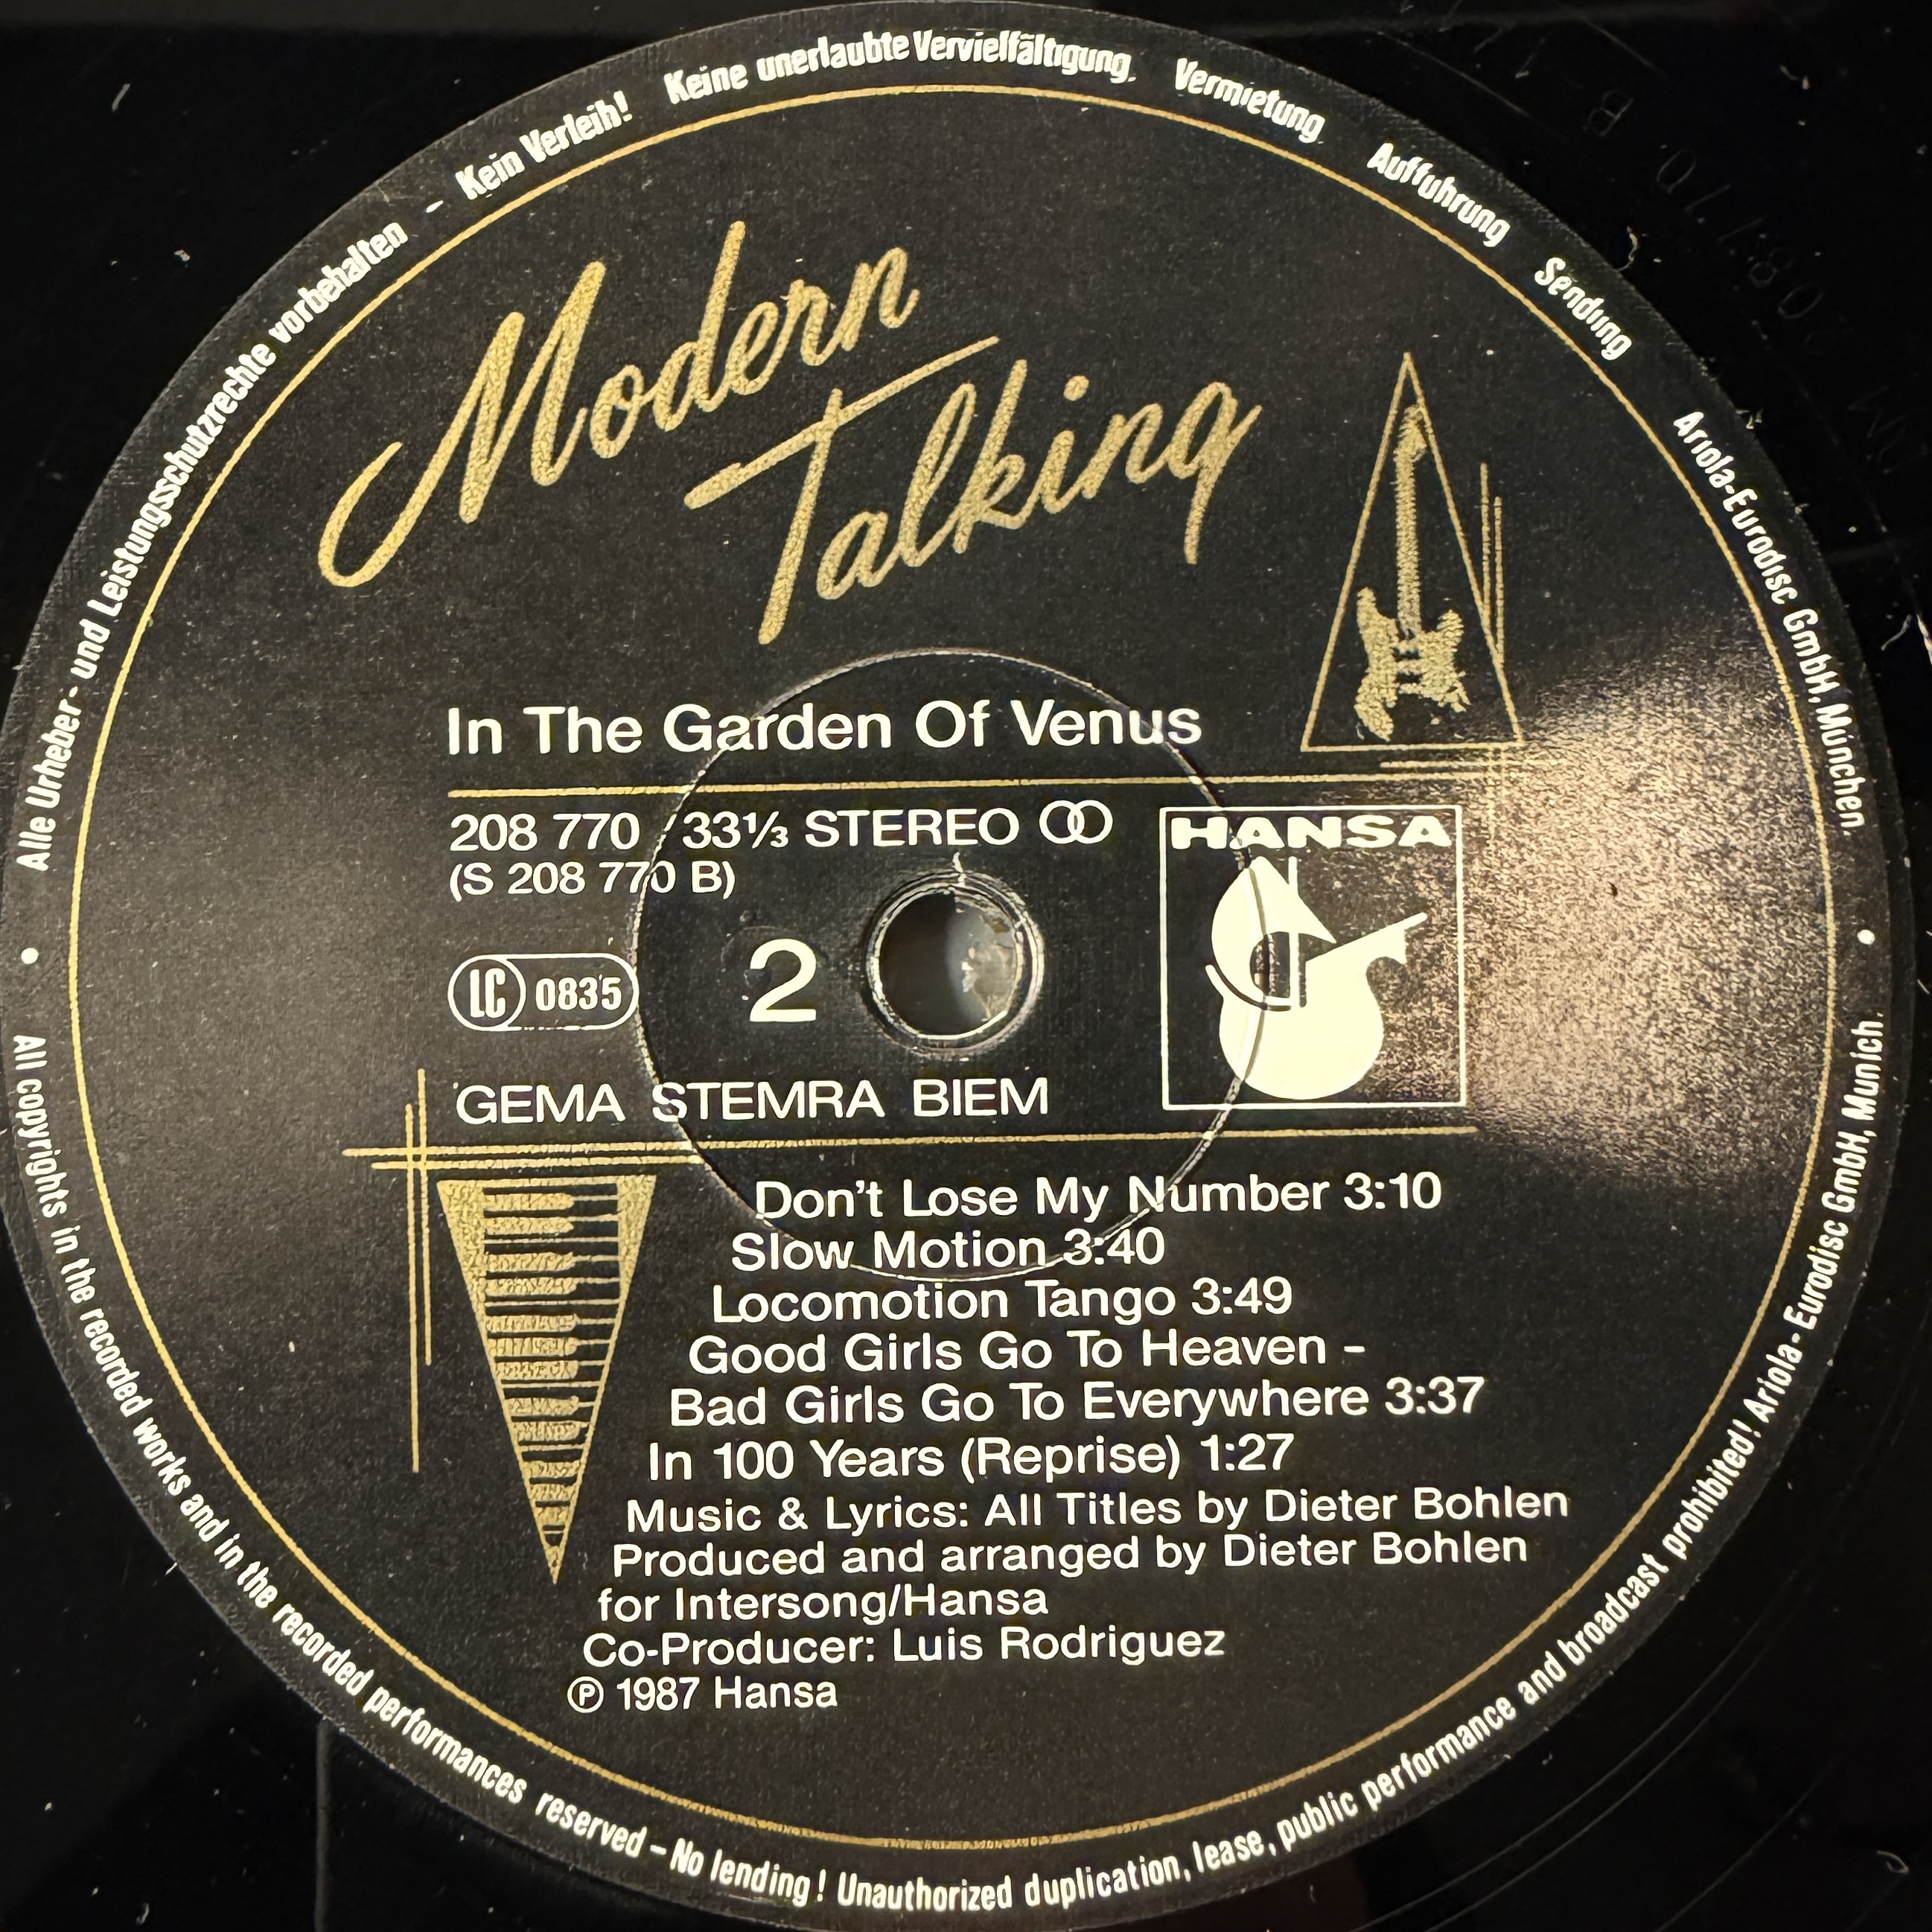 Alle Urheber- und Leistungsschutzrechte vorbehalten - Kein Verleih! Keine unerlaubte Vervielfältigung, Vermietung, Aufführung, Sendung Ariola-Eurodisc GmbH, München.
Modern
Talking
In The Garden Of Venus
208 770 33⅓ STEREO
(S 208 770 B)
HANSA
LC 0835
2
GEMA STEMRA BIEM
Don't Lose My Number 3:10
Slow Motion 3:40
Locomotion Tango 3:49
Good Girls Go To Heaven -
Bad Girls Go To Everywhere 3:37
In 100 Years (Reprise) 1:27
Music & Lyrics: All Titles by Dieter Bohlen
Produced and arranged by Dieter Bohlen
for Intersong/Hansa
Co-Producer: Luis Rodriguez
℗ 1987 Hansa
All copyrights in the recorded works and in the recorded performances reserved - No lending! Unauthorized duplication, lease, public performance and broadcast prohibited! Ariola-Eurodisc GmbH, Munich.